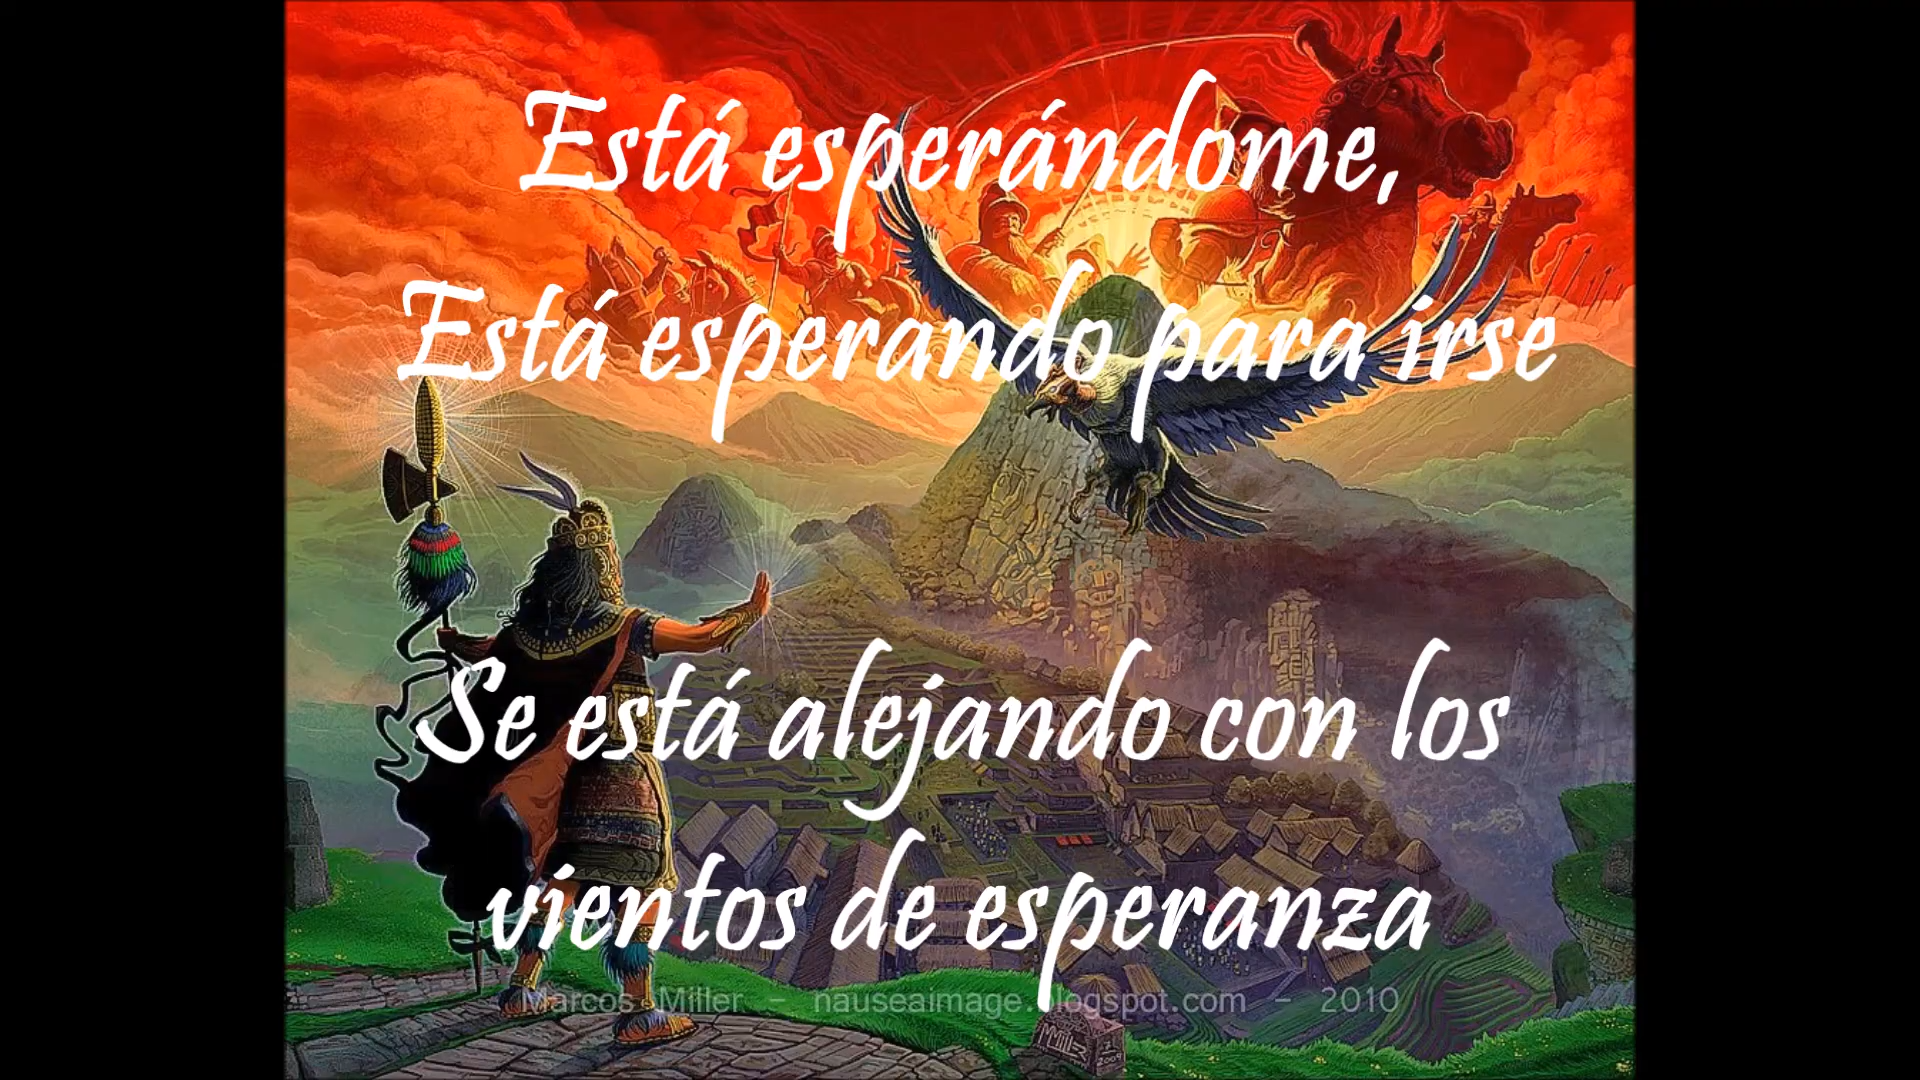 Está esperándome,
Está esperando para irse
Se está alejando con los
vientos de esperanza
Marcos Miller - nauseaimage.blogspot.com - 2010
2009